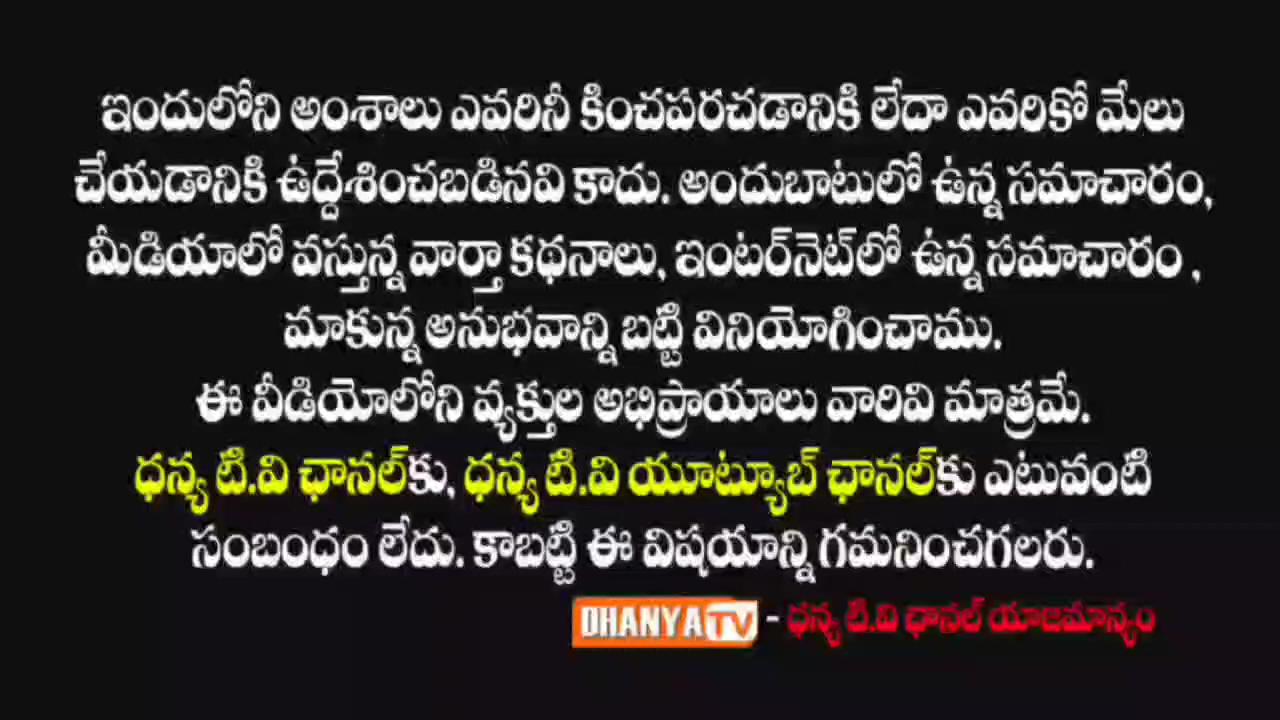 ఇందులోని అంశాలు ఎవరినీ కించపరచడానికి లేదా ఎవరికో మేలు
చేయడానికి ఉద్దేశించబడినవి కాదు. అందుబాటులో ఉన్న సమాచారం,
మీడియాలో వస్తున్న వార్తా కథనాలు, ఇంటర్‌నెట్‌లో ఉన్న సమాచారం ,
మాకున్న అనుభవాన్ని బట్టి వినియోగించాము.
ఈ వీడియోలోని వ్యక్తుల అభిప్రాయాలు వారివి మాత్రమే.
ధన్య టి.వి ఛానల్‌కు, ధన్య టి.వి యూట్యూబ్ ఛానల్‌కు ఎటువంటి
సంబంధం లేదు. కాబట్టి ఈ విషయాన్ని గమనించగలరు.
DHANYA TV - ధన్య టి.వి ఛానల్ యాజమాన్యం